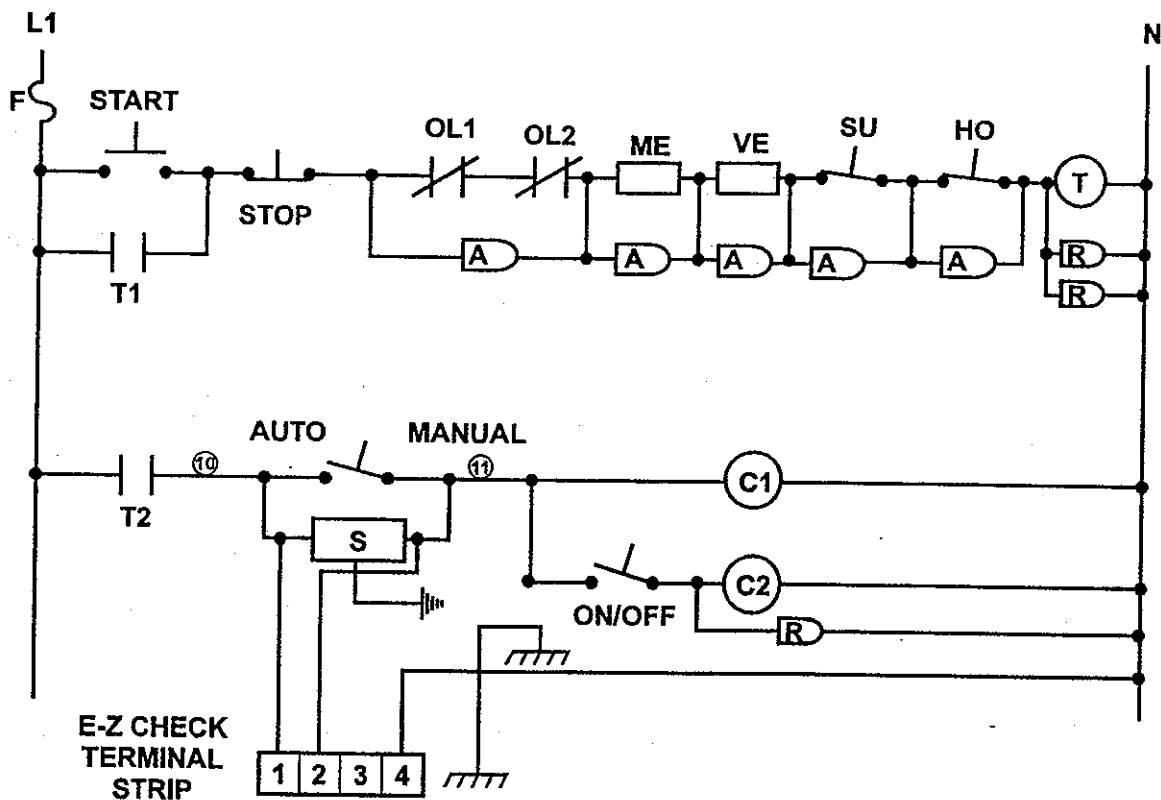 L1
N
F
START
OL1
OL2
ME
VE
SU
HO
T
STOP
A
A
A
A
A
R
T1
R
AUTO
MANUAL
10
11
C1
T2
S
C2
ON/OFF
R
E-Z CHECK
TERMINAL
STRIP
1 2 3 4